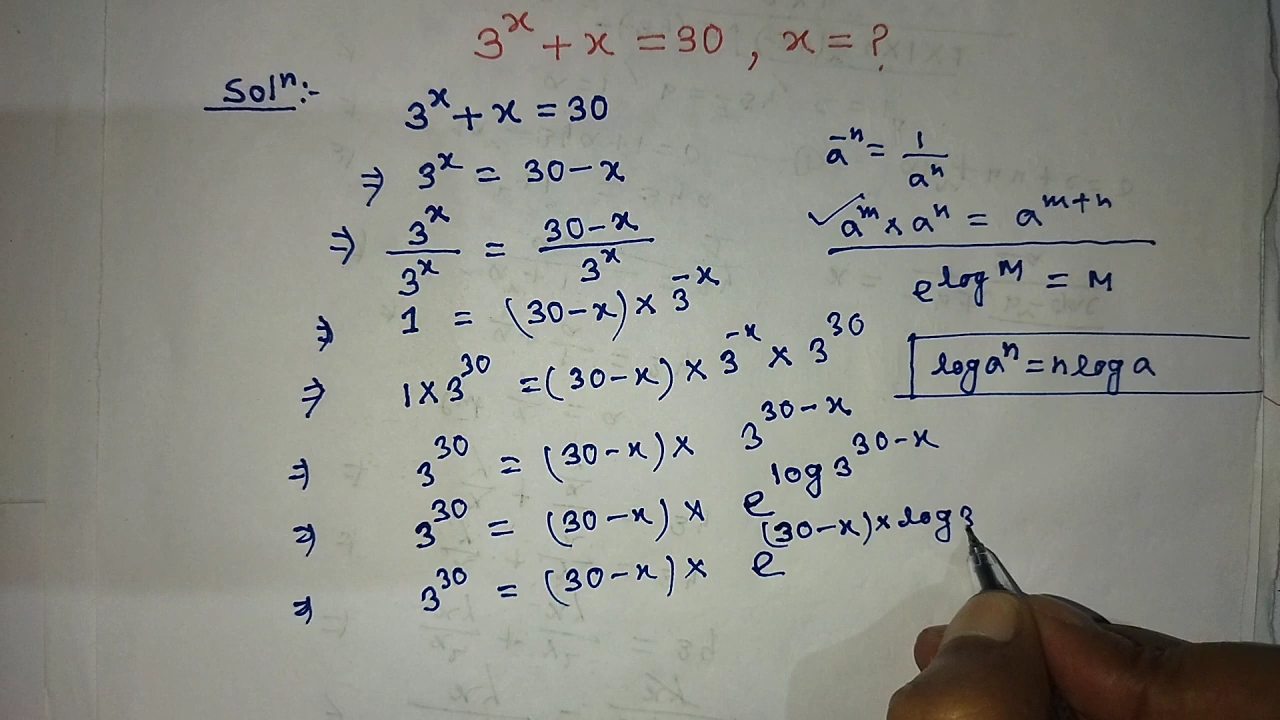 3^x + x = 30 , x = ?
Solⁿ:-
3^x + x = 30
⇒ 3^x = 30 - x
⇒ 3^x/3^x = (30 - x)/3^x
⇒ 1 = (30 - x) × 3^-x
⇒ 1 × 3^30 = (30 - x) × 3^-x × 3^30
⇒ 3^30 = (30 - x) × 3^30-x
⇒ 3^30 = (30 - x) × e^log 3^30-x
⇒ 3^30 = (30 - x) × e^(30-x) × log 3
a^-n = 1/a^n
✓ a^m × a^n = a^m+n
e^log M = M
log a^n = n log a